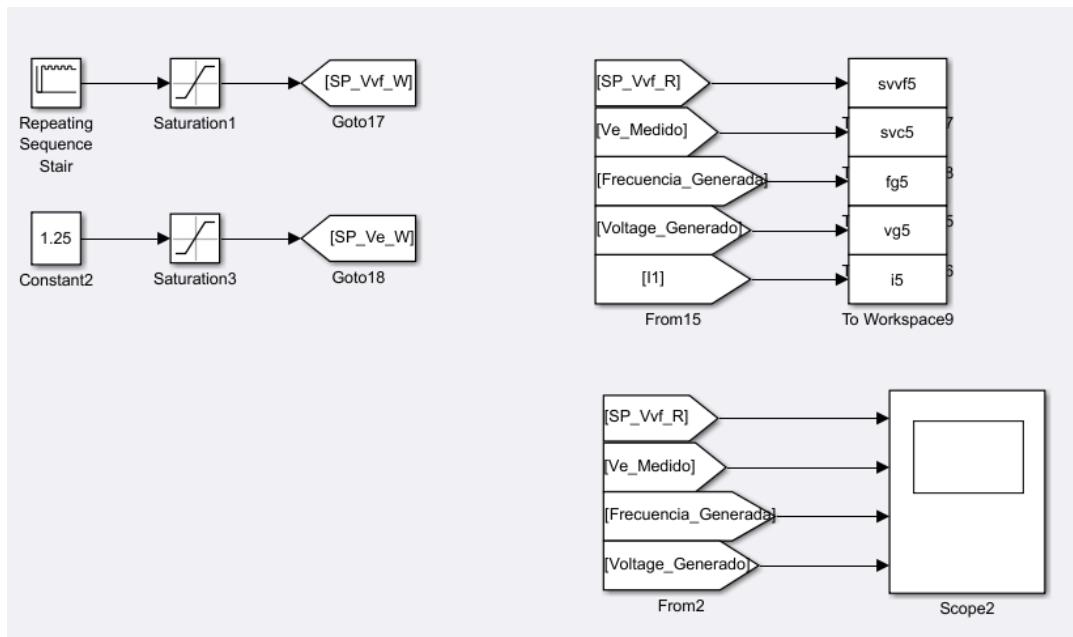 [SP_Vvf_W]
Repeating
Sequence
Stair
Saturation1
Goto17
1.25
[SP_Ve_W]
Constant2
Saturation3
Goto18
[SP_Vvf_R]
svvf5
[Ve_Medido]
svc5
[Frecuencia_Generada]
fg5
[Voltage_Generado]
vg5
[I1]
i5
From15
To Workspace9
[SP_Vvf_R]
[Ve_Medido]
[Frecuencia_Generada]
[Voltage_Generado]
From2
Scope2